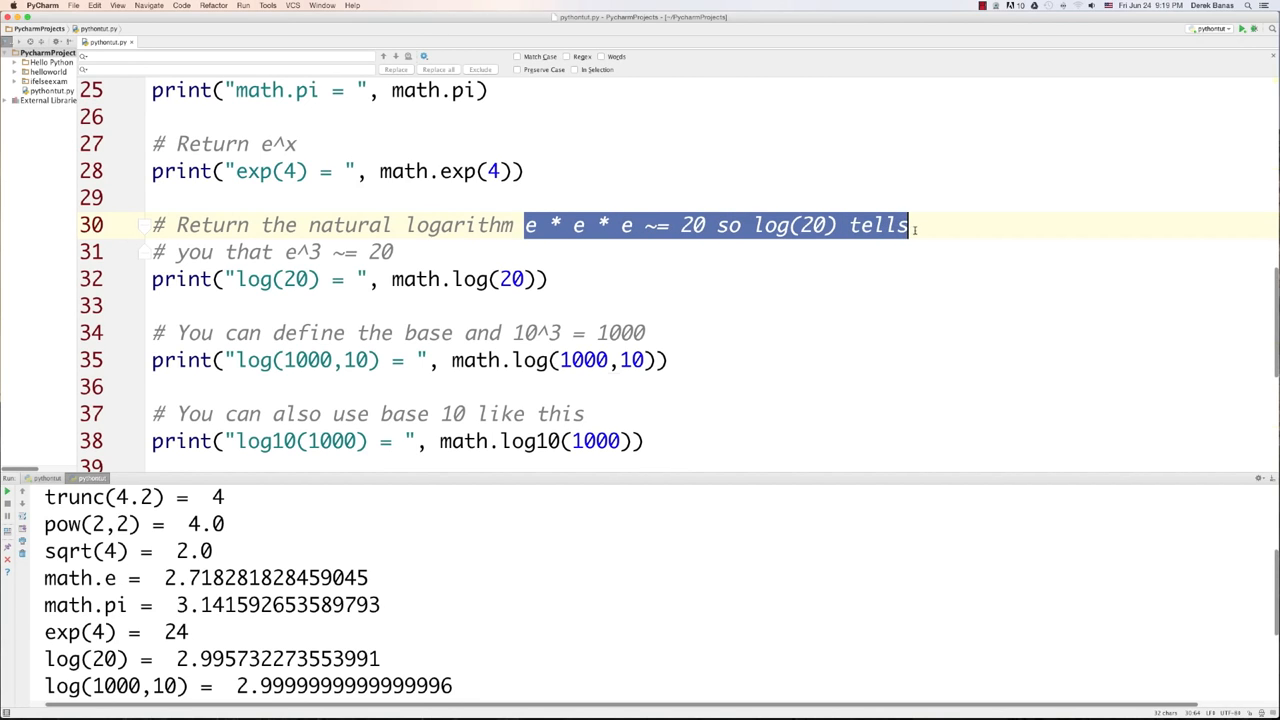 PyCharm File Edit View Navigate Code Refactor Run Tools VCS Window Help
10 Fri Jun 24 9:19 PM Derek Banas
pythontut.py - PycharmProjects - [~/PycharmProjects]
PycharmProjects pythontut.py
pythontut
pythontut.py
PycharmProject
Hello Python
helloworld
ifelseexam
pythontut.py
External Librarie
Match Case Regex Words
Replace Replace all Exclude Preserve Case In Selection
25 print("math.pi = ", math.pi)
26
27 # Return e^x
28 print("exp(4) = ", math.exp(4))
29
30 # Return the natural logarithm e * e * e ~= 20 so log(20) tells
31 # you that e^3 ~= 20
32 print("log(20) = ", math.log(20))
33
34 # You can define the base and 10^3 = 1000
35 print("log(1000,10) = ", math.log(1000,10))
36
37 # You can also use base 10 like this
38 print("log10(1000) = ", math.log10(1000))
39
Run: pythontut pythontut
trunc(4.2) =  4
pow(2,2) =  4.0
sqrt(4) =  2.0
math.e =  2.718281828459045
math.pi =  3.141592653589793
exp(4) =  24
log(20) =  2.995732273553991
log(1000,10) =  2.9999999999999996
32 chars 30:64 LF÷ UTF-8÷